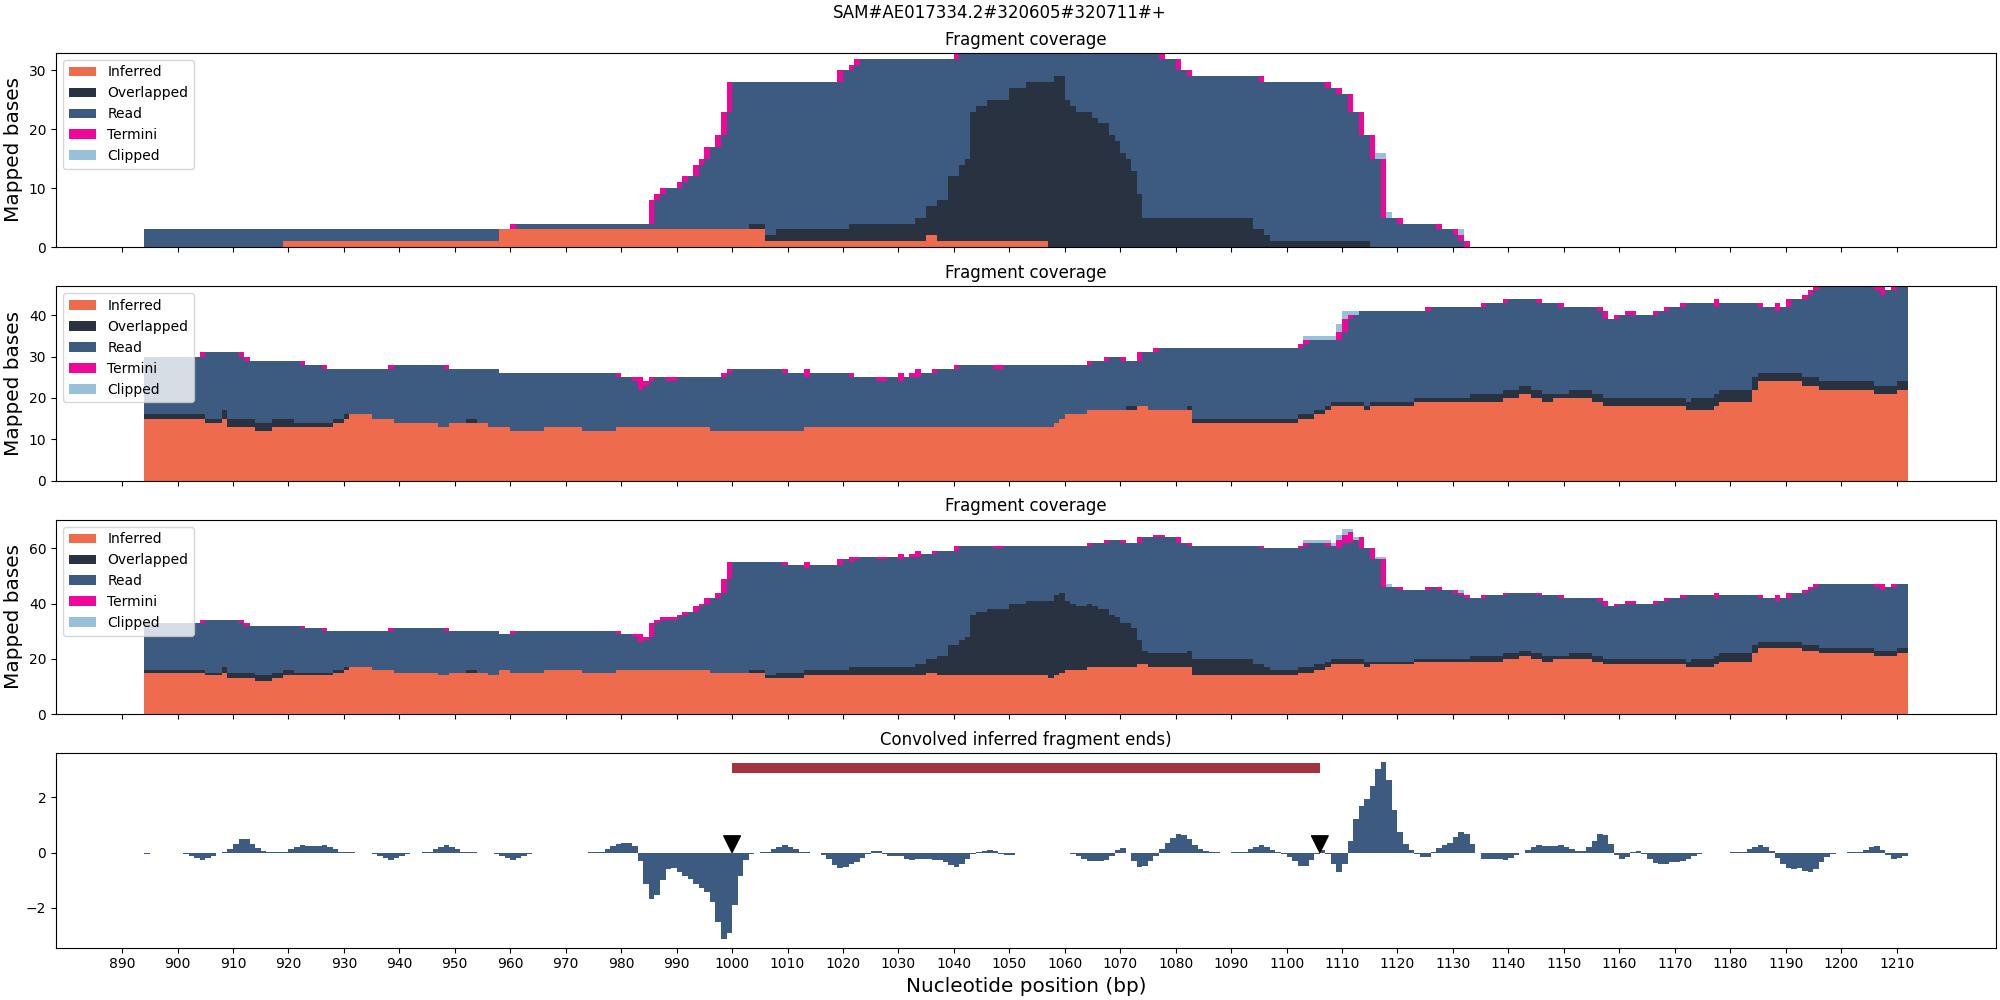 SAM#AE017334.2#320605#320711#+
Fragment coverage
Mapped bases
30
20
10
0
Inferred
Overlapped
Read
Termini
Clipped
Fragment coverage
Mapped bases
40
30
20
10
0
Inferred
Overlapped
Read
Termini
Clipped
Fragment coverage
Mapped bases
60
40
20
0
Inferred
Overlapped
Read
Termini
Clipped
Convolved inferred fragment ends)
2
0
−2
890 900 910 920 930 940 950 960 970 980 990 1000 1010 1020 1030 1040 1050 1060 1070 1080 1090 1100 1110 1120 1130 1140 1150 1160 1170 1180 1190 1200 1210
Nucleotide position (bp)